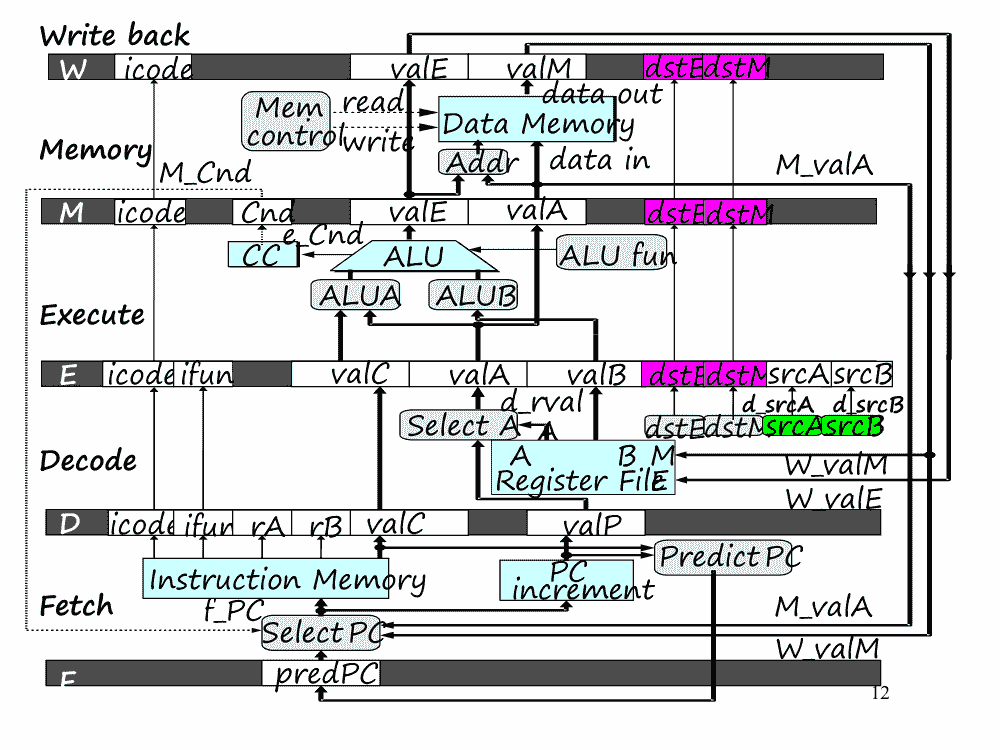 Write back
W icode valE valM dstE dstM
Mem control read write data out
Data Memory
Memory
Addr data in M_valA
M_Cnd
M icode Cnd valE valA dstE dstM
e_Cnd
CC ALU ALU fun
ALUA ALUB
Execute
E icode ifun valC valA valB dstE dstM srcA srcB
d_rval d_srcA d_srcB
Select A dstE dstM srcA srcB
Decode A B M
Register File E
W_valM
W_valE
D icode ifun rA rB valC valP
Predict PC
Instruction Memory PC increment
Fetch f_PC M_valA
Select PC
W_valM
F predPC
12